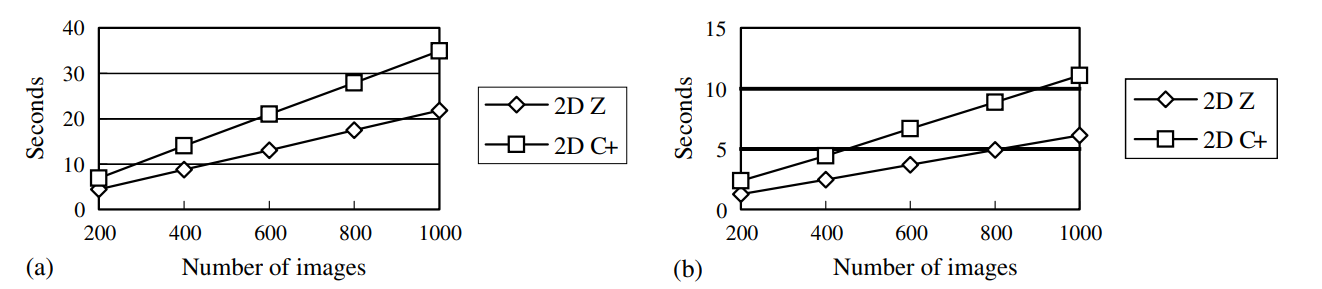 40
30
20
10
0
Seconds
200 400 600 800 1000
Number of images
(a)
2D Z
2D C+
15
10
5
0
Seconds
200 400 600 800 1000
Number of images
(b)
2D Z
2D C+